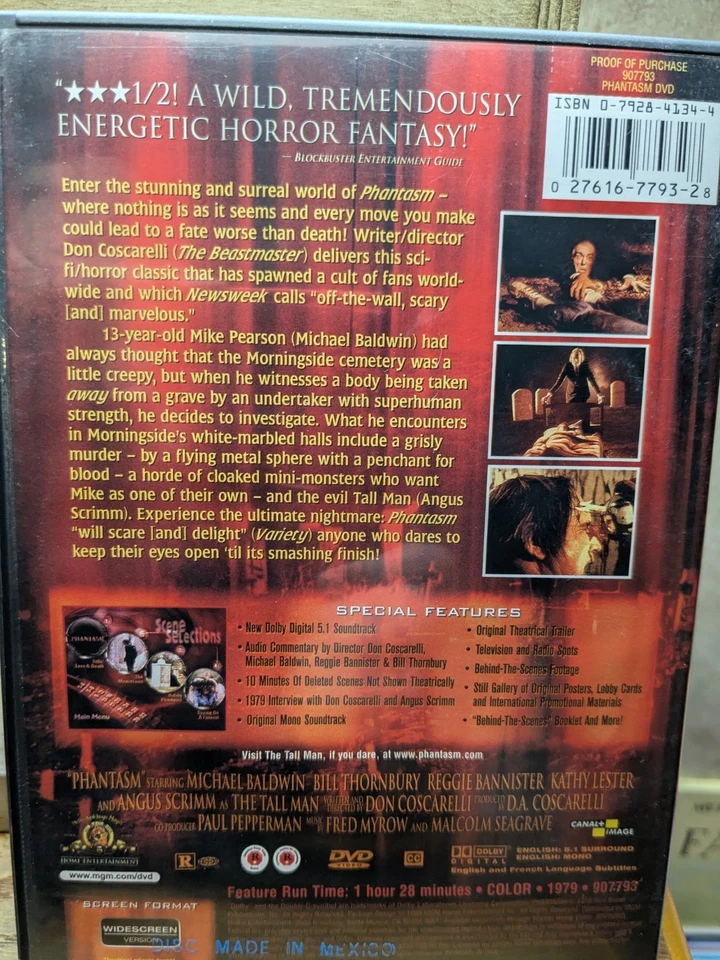 PROOF OF PURCHASE
907793
PHANTASM DVD
ISBN 0-7928-4134-4
0 27616-7793-2 8
"★★★1/2! A WILD, TREMENDOUSLY
ENERGETIC HORROR FANTASY!"
— BLOCKBUSTER ENTERTAINMENT GUIDE
Enter the stunning and surreal world of Phantasm –
where nothing is as it seems and every move you make
could lead to a fate worse than death! Writer/director
Don Coscarelli (The Beastmaster) delivers this sci-
fi/horror classic that has spawned a cult of fans world-
wide and which Newsweek calls "off-the-wall, scary
[and] marvelous."
13-year-old Mike Pearson (Michael Baldwin) had
always thought that the Morningside cemetery was a
little creepy, but when he witnesses a body being taken
away from a grave by an undertaker with superhuman
strength, he decides to investigate. What he encounters
in Morningside's white-marbled halls include a grisly
murder – by a flying metal sphere with a penchant for
blood – a horde of cloaked mini-monsters who want
Mike as one of their own – and the evil Tall Man (Angus
Scrimm). Experience the ultimate nightmare: Phantasm
"will scare [and] delight" (Variety) anyone who dares to
keep their eyes open 'til its smashing finish!
SPECIAL FEATURES
PHANTASM
Scene
Selections
Main Menu
• New Dolby Digital 5.1 Soundtrack
• Audio Commentary by Director Don Coscarelli,
Michael Baldwin, Reggie Bannister & Bill Thornbury
• 10 Minutes Of Deleted Scenes Not Shown Theatrically
• 1979 Interview with Don Coscarelli and Angus Scrimm
• Original Mono Soundtrack
• Original Theatrical Trailer
• Television and Radio Spots
• Behind-The-Scenes Footage
• Still Gallery of Original Posters, Lobby Cards
and International Promotional Materials
• "Behind-The-Scenes" Booklet And More!
Visit The Tall Man, if you dare, at www.phantasm.com
"PHANTASM" STARRING MICHAEL BALDWIN BILL THORNBURY REGGIE BANNISTER KATHY LESTER
AND ANGUS SCRIMM AS THE TALL MAN WRITTEN AND DIRECTED BY DON COSCARELLI PRODUCED BY D.A. COSCARELLI
CO-PRODUCER PAUL PEPPERMAN MUSIC BY FRED MYROW AND MALCOLM SEAGRAVE
CANAL+
IMAGE
HOME ENTERTAINMENT
www.mgm.com/dvd
R
DVD
VIDEO
CC
DOLBY
DIGITAL
ENGLISH: 5.1 SURROUND
ENGLISH: MONO
English and French Language Subtitles
Feature Run Time: 1 hour 28 minutes • COLOR • 1979 • 907793
SCREEN FORMAT
WIDESCREEN
VERSION
DISC MADE IN MEXICO